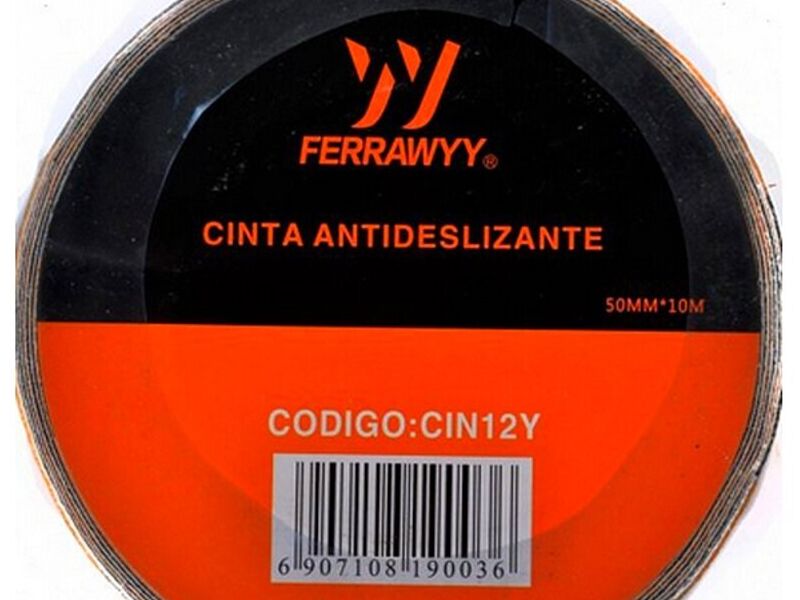 FERRAWYY®
CINTA ANTIDESLIZANTE
50MM*10M
CODIGO:CIN12Y
6 907108 190036